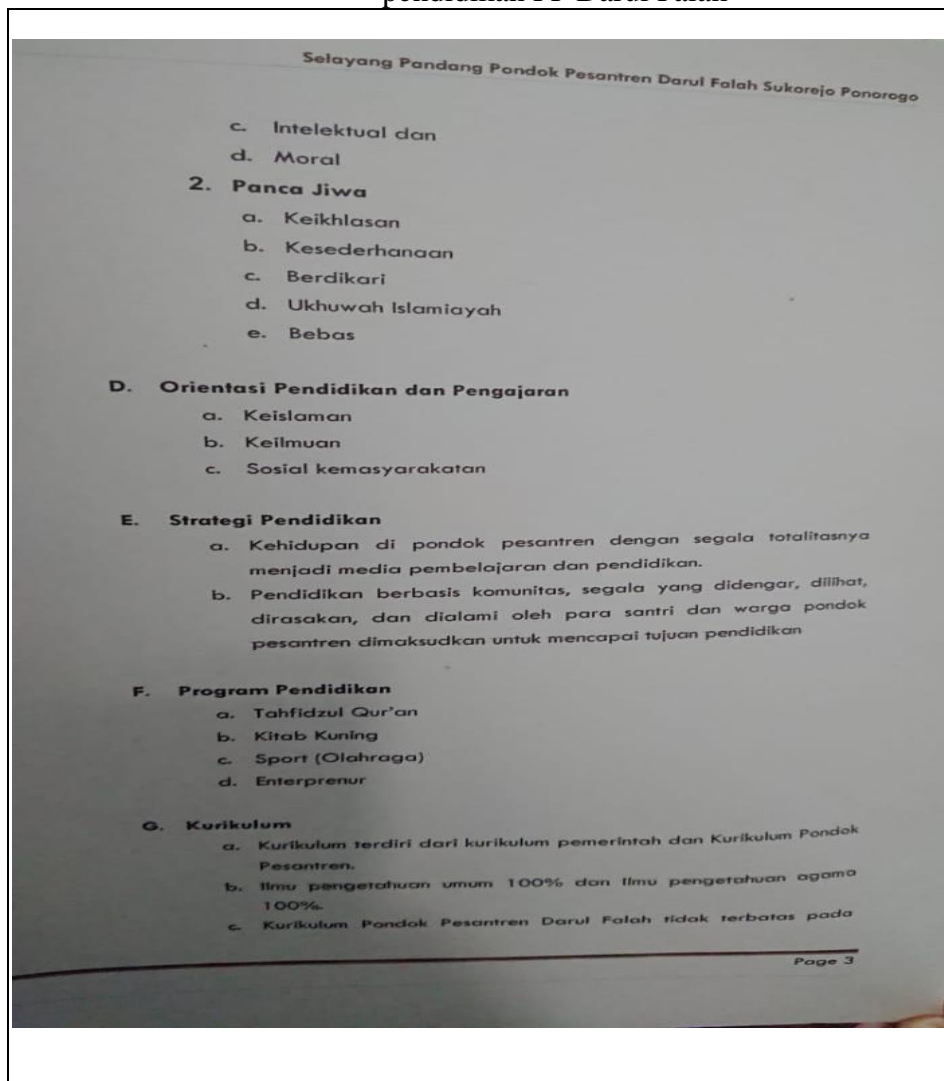 pendidikan PP Darul Falah
Selayang Pandang Pondok Pesantren Darul Falah Sukorejo Ponorogo
c. Intelektual dan
d. Moral
2. Panca Jiwa
a. Keikhlasan
b. Kesederhanaan
c. Berdikari
d. Ukhuwah Islamiayah
e. Bebas
D. Orientasi Pendidikan dan Pengajaran
a. Keislaman
b. Keilmuan
c. Sosial kemasyarakatan
E. Strategi Pendidikan
a. Kehidupan di pondok pesantren dengan segala totalitasnya
menjadi media pembelajaran dan pendidikan.
b. Pendidikan berbasis komunitas, segala yang didengar, dilihat,
dirasakan, dan dialami oleh para santri dan warga pondok
pesantren dimaksudkan untuk mencapai tujuan pendidikan
F. Program Pendidikan
a. Tahfidzul Qur'an
b. Kitab Kuning
c. Sport (Olahraga)
d. Enterprenur
G. Kurikulum
a. Kurikulum terdiri dari kurikulum pemerintah dan Kurikulum Pondok
Pesantren.
b. Ilmu pengetahuan umum 100% dan Ilmu pengetahuan agama
100%.
c. Kurikulum Pondok Pesantren Darul Falah tidak terbatas pada
Page 3